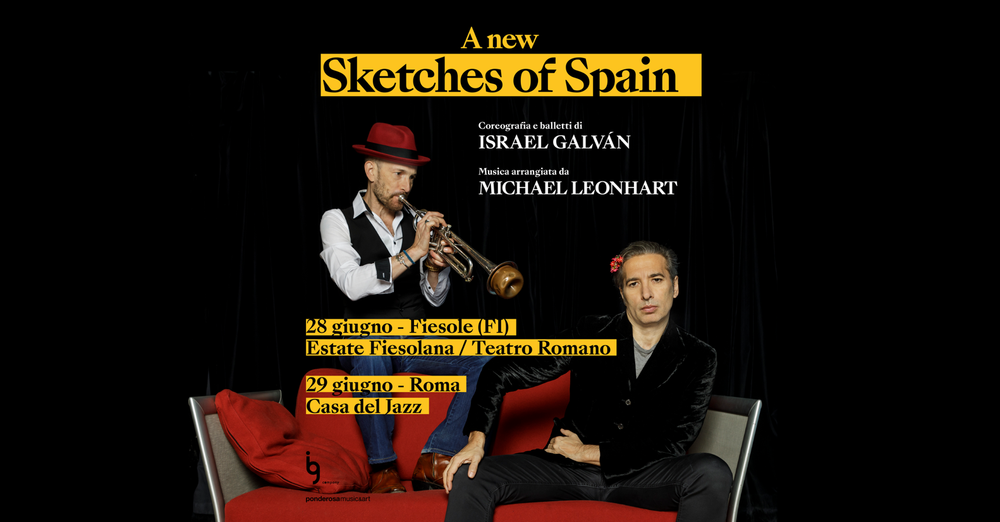 A new
Sketches of Spain
Coreografia e balletti di
ISRAEL GALVÁN
Musica arrangiata da
MICHAEL LEONHART
28 giugno - Fiesole (FI)
Estate Fiesolana / Teatro Romano
29 giugno - Roma
Casa del Jazz
ig
company
ponderosamusic&art